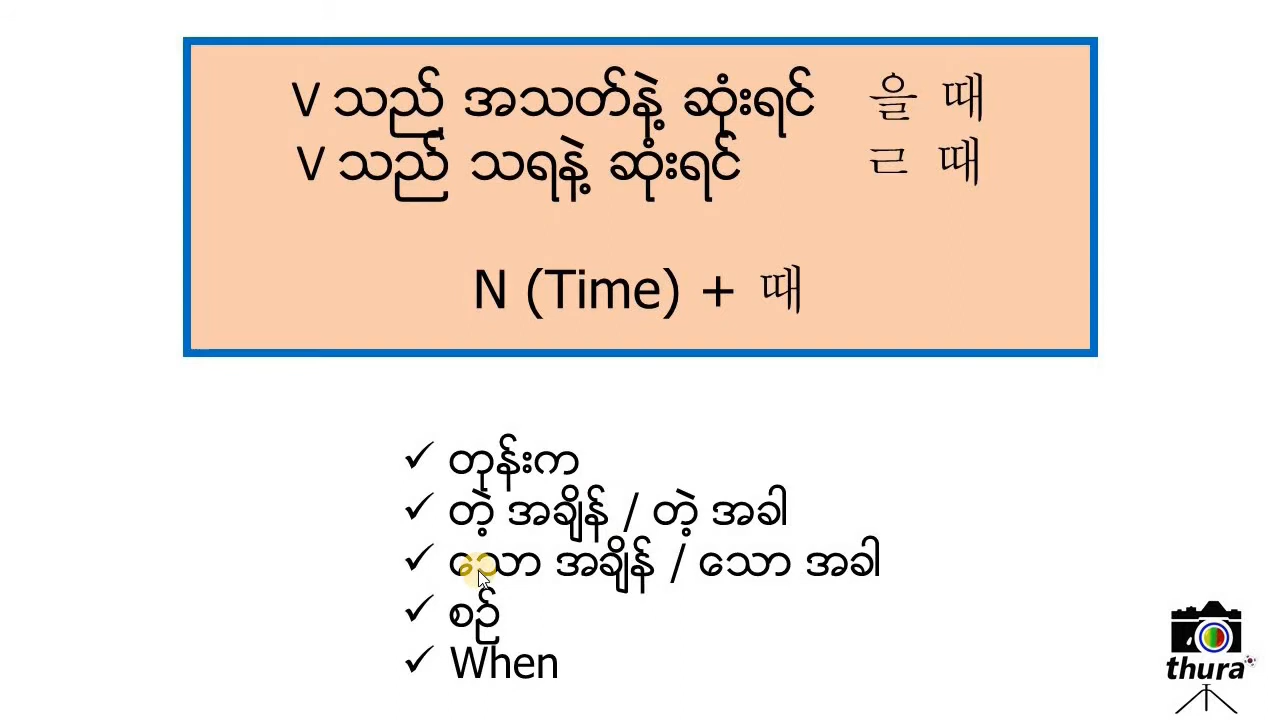 V သည် အသတ်နဲ့ ဆုံးရင် 을 때
V သည် သရနဲ့ ဆုံးရင် ㄹ 때
N (Time) + 때
✓ တုန်းက
✓ တဲ့ အချိန် / တဲ့ အခါ
✓ သော အချိန် / သော အခါ
✓ စဉ်
✓ When
thura